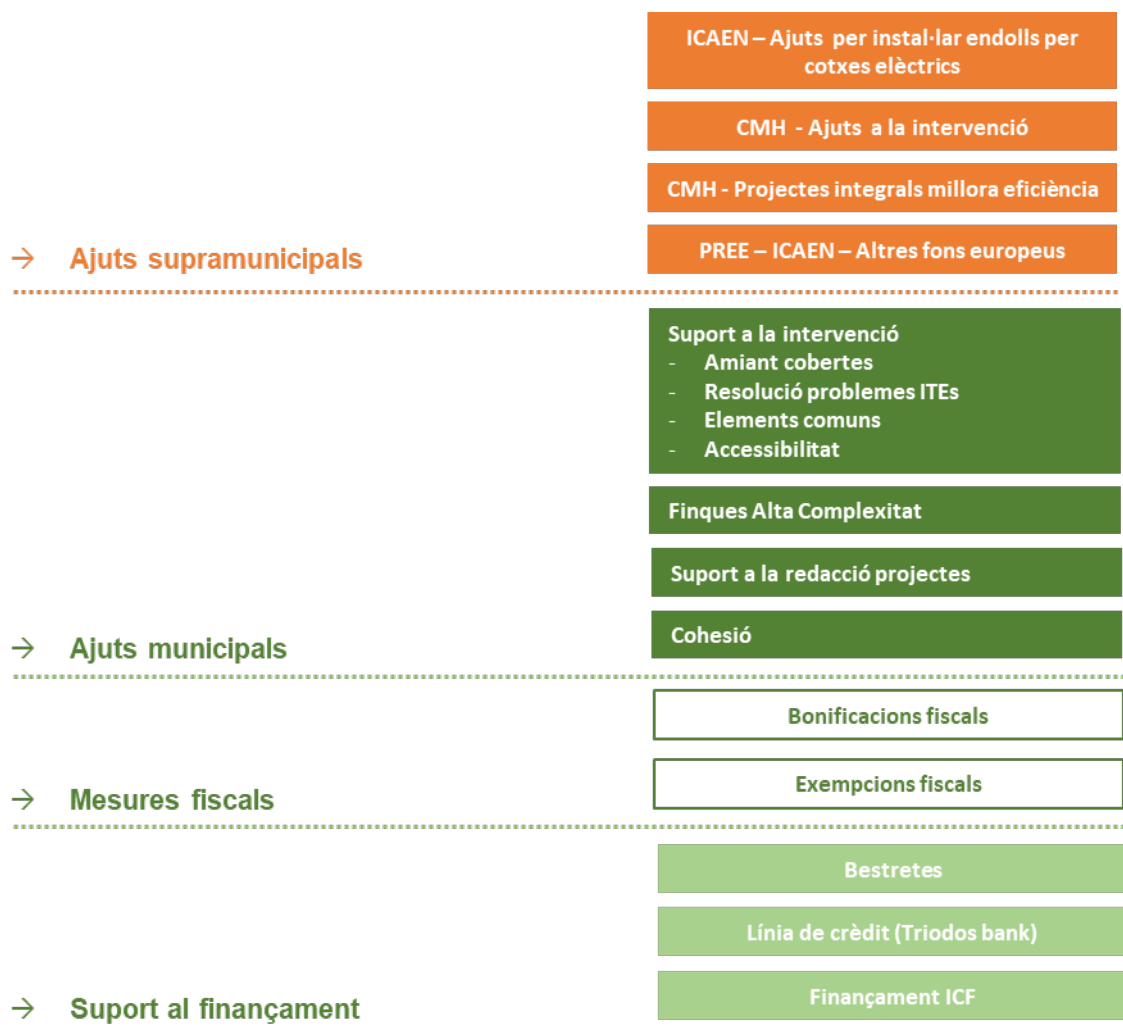 ICAEN – Ajuts per instal·lar endolls per
cotxes elèctrics
CMH - Ajuts a la intervenció
CMH - Projectes integrals millora eficiència
PREE – ICAEN – Altres fons europeus
→ Ajuts supramunicipals
Suport a la intervenció
- Amiant cobertes
- Resolució problemes ITEs
- Elements comuns
- Accessibilitat
Finques Alta Complexitat
Suport a la redacció projectes
Cohesió
→ Ajuts municipals
Bonificacions fiscals
Exempcions fiscals
→ Mesures fiscals
Bestretes
Línia de crèdit (Triodos bank)
Finançament ICF
→ Suport al finançament